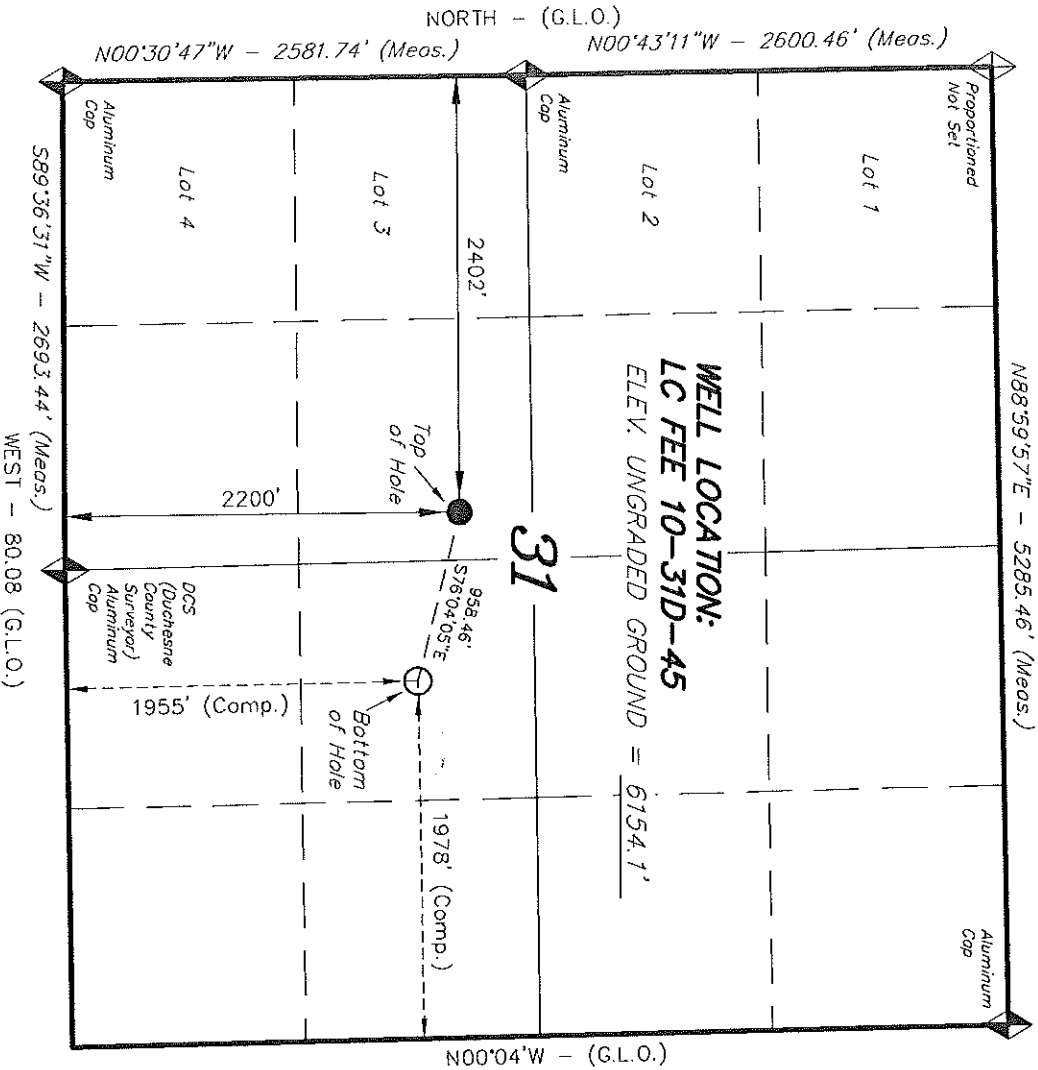 NORTH - (G.L.O.)
N00°30'47"W - 2581.74' (Meas.)
N00°43'11"W - 2600.46' (Meas.)
Proportioned
Not Set
Lot 1
N88°59'57"E - 5285.46' (Meas.)
Aluminum
Cap
Lot 2
WELL LOCATION:
LC FEE 10-31D-45
ELEV. UNGRADED GROUND = 6154.1'
Aluminum
Cap
31
Lot 3
2402'
Top
of Hole
958.46'
S76°04'05"E
Bottom
of Hole
1978' (Comp.)
N00°04'W - (G.L.O.)
Lot 4
2200'
1955' (Comp.)
Aluminum
Cap
DCS
(Duchesne
County
Surveyor)
Aluminum
Cap
S89°36'31"W - 2693.44' (Meas.)
WEST - 80.08 (G.L.O.)